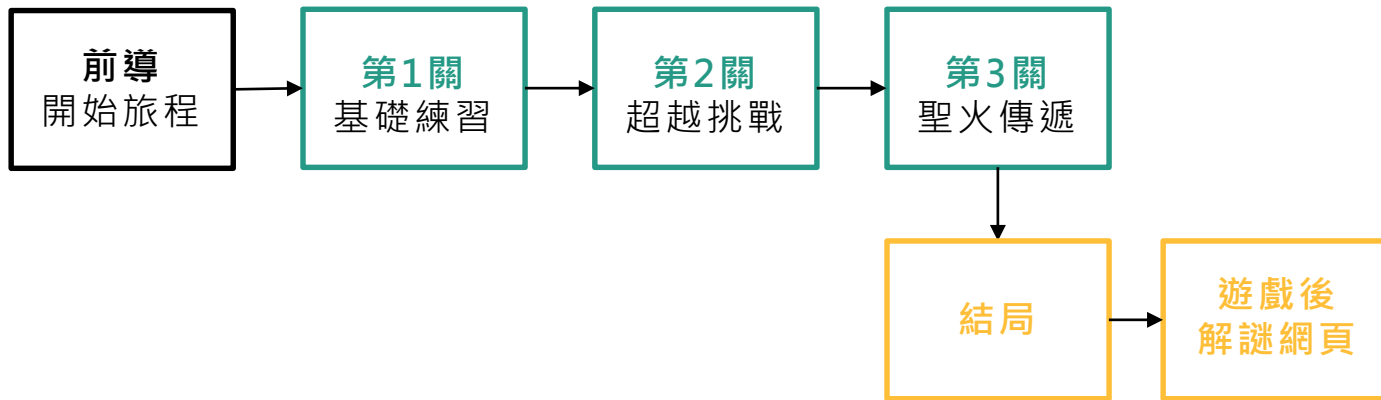 前導
開始旅程
第1關
基礎練習
第2關
超越挑戰
第3關
聖火傳遞
結局
遊戲後
解謎網頁